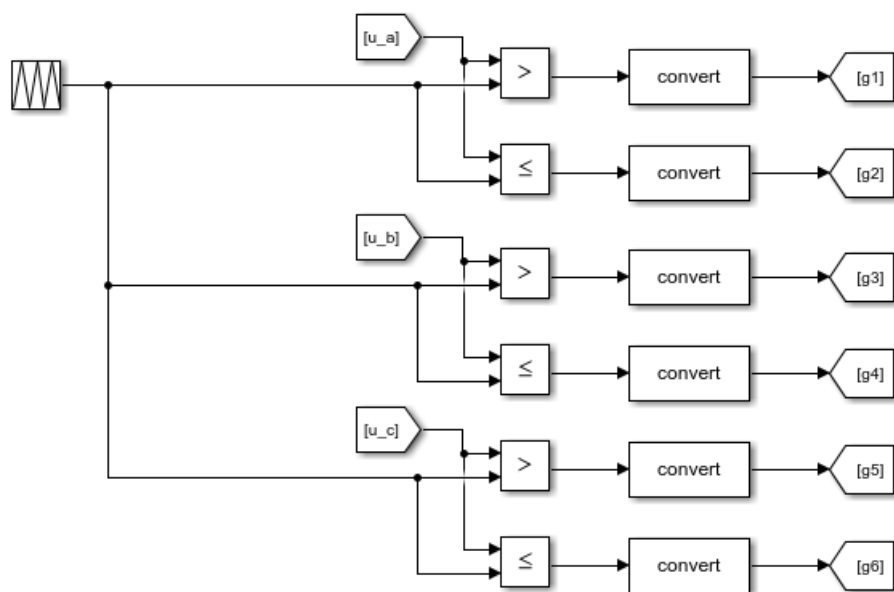 [u_a]
>
convert
[g1]
≤
convert
[g2]
[u_b]
>
convert
[g3]
≤
convert
[g4]
[u_c]
>
convert
[g5]
≤
convert
[g6]